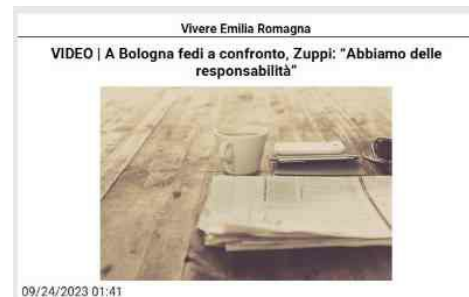 Vivere Emilia Romagna
VIDEO | A Bologna fedi a confronto, Zuppi: "Abbiamo delle
responsabilità"
09/24/2023 01:41